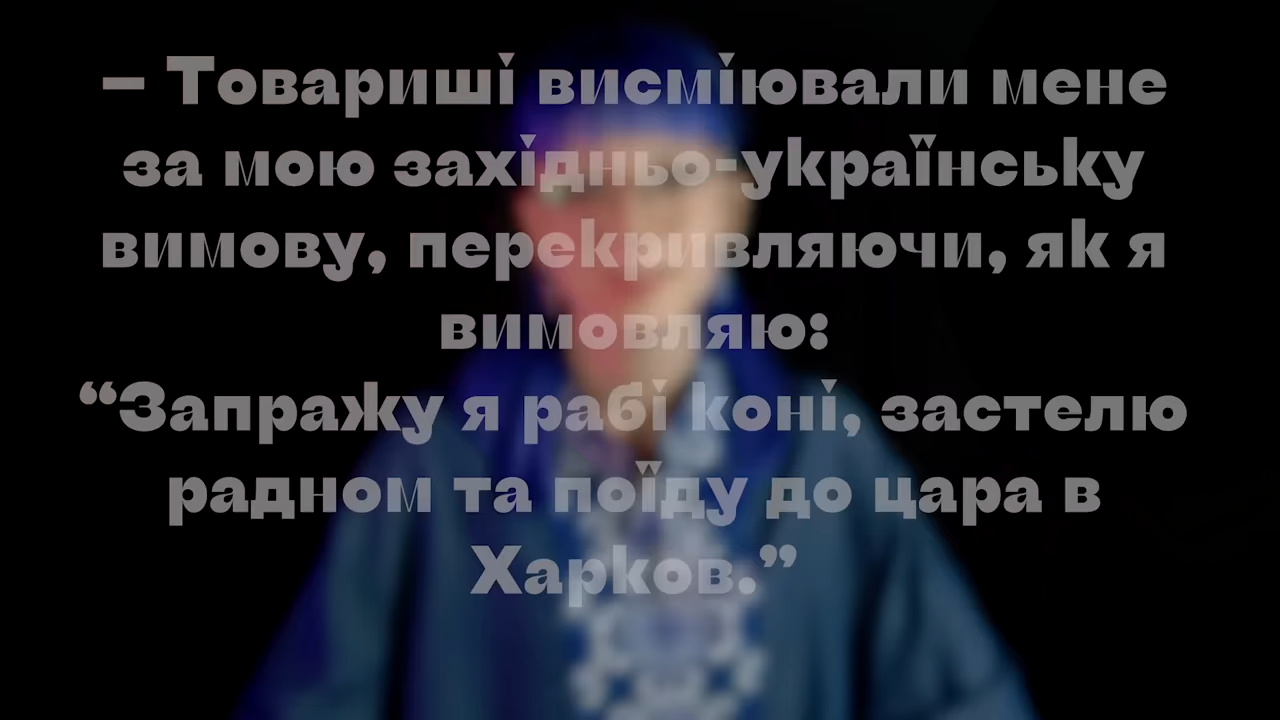 — Товариші висміювали мене
за мою західньо-українську
вимову, перекривляючи, як я
вимовляю:
“Запражу я рабі коні, застелю
радном та поїду до цара в
Харков.”